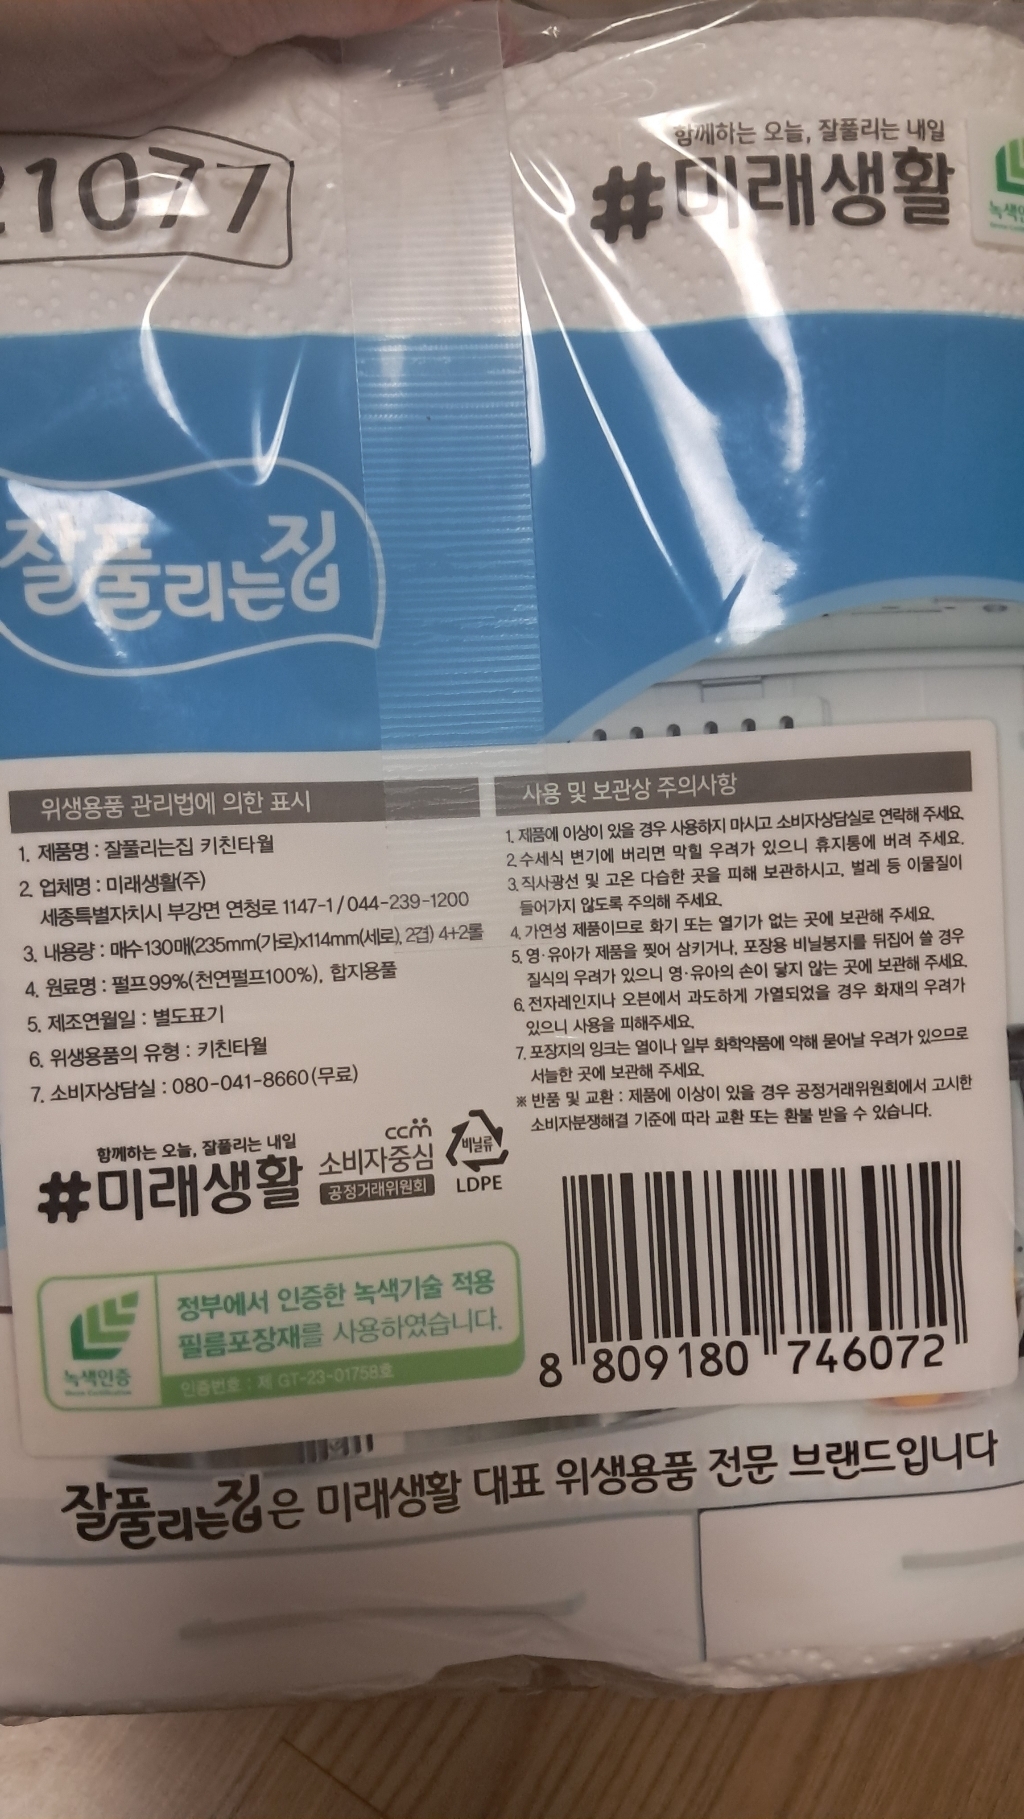 21077
함께하는 오늘, 잘풀리는 내일
#미래생활
잘풀리는집
위생용품 관리법에 의한 표시
1. 제품명 : 잘풀리는집 키친타월
2. 업체명 : 미래생활(주)
세종특별자치시 부강면 연청로 1147-1 / 044-239-1200
3. 내용량 : 매수130매(235mm(가로)x114mm(세로), 2겹) 4+2롤
4. 원료명 : 펄프99%(천연펄프100%), 합지용풀
5. 제조연월일 : 별도표기
6. 위생용품의 유형 : 키친타월
7. 소비자상담실 : 080-041-8660(무료)
사용 및 보관상 주의사항
1. 제품에 이상이 있을 경우 사용하지 마시고 소비자상담실로 연락해 주세요.
2. 수세식 변기에 버리면 막힐 우려가 있으니 휴지통에 버려 주세요.
3. 직사광선 및 고온 다습한 곳을 피해 보관하시고, 벌레 등 이물질이
들어가지 않도록 주의해 주세요.
4. 가연성 제품이므로 화기 또는 열기가 없는 곳에 보관해 주세요.
5. 영·유아가 제품을 찢어 삼키거나, 포장용 비닐봉지를 뒤집어 쓸 경우
질식의 우려가 있으니 영·유아의 손이 닿지 않는 곳에 보관해 주세요.
6. 전자레인지나 오븐에서 과도하게 가열되었을 경우 화재의 우려가
있으니 사용을 피해주세요.
7. 포장지의 잉크는 열이나 일부 화학약품에 약해 묻어날 우려가 있으므로
서늘한 곳에 보관해 주세요.
※ 반품 및 교환 : 제품에 이상이 있을 경우 공정거래위원회에서 고시한
소비자분쟁해결 기준에 따라 교환 또는 환불 받을 수 있습니다.
함께하는 오늘, 잘풀리는 내일
#미래생활
ccm
소비자중심
공정거래위원회
비닐류
LDPE
녹색인증
정부에서 인증한 녹색기술 적용
필름포장재를 사용하였습니다.
인증번호 : 제 GT-23-01758호
8 809180 746072
잘풀리는집은 미래생활 대표 위생용품 전문 브랜드입니다